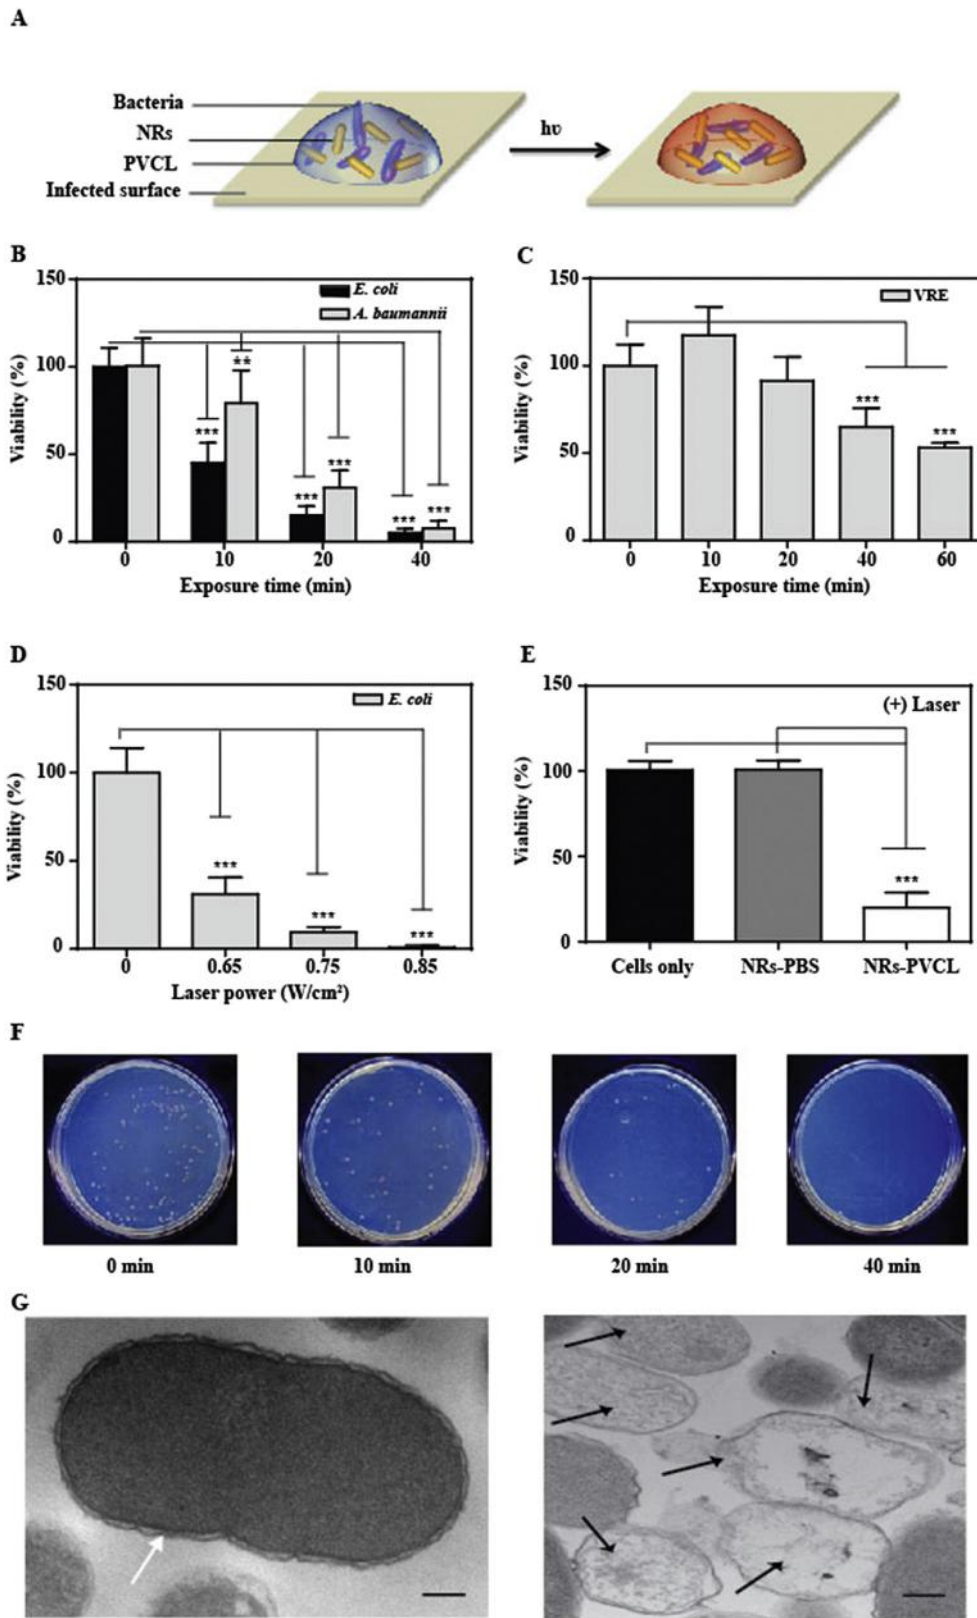 A
Bacteria
NRs
PVCL
Infected surface
hυ
B
150
100
50
0
Viability (%)
E. coli
A. baumannii
***
**
***
***
***
***
0 10 20 40
Exposure time (min)
C
150
100
50
0
Viability (%)
VRE
***
***
0 10 20 40 60
Exposure time (min)
D
150
100
50
0
Viability (%)
E. coli
***
***
***
0 0.65 0.75 0.85
Laser power (W/cm²)
E
150
100
50
0
Viability (%)
(+) Laser
***
Cells only NRs-PBS NRs-PVCL
F
0 min 10 min 20 min 40 min
G